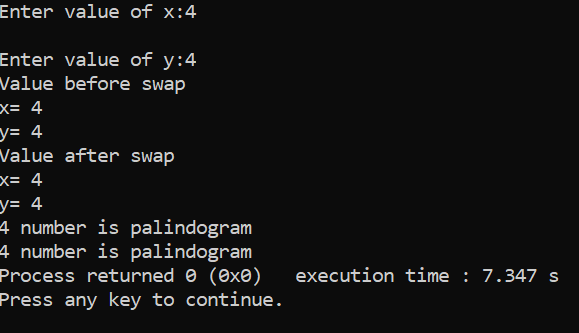 Enter value of x:4
Enter value of y:4
Value before swap
x= 4
y= 4
Value after swap
x= 4
y= 4
4 number is palindogram
4 number is palindogram
Process returned 0 (0x0)   execution time : 7.347 s
Press any key to continue.